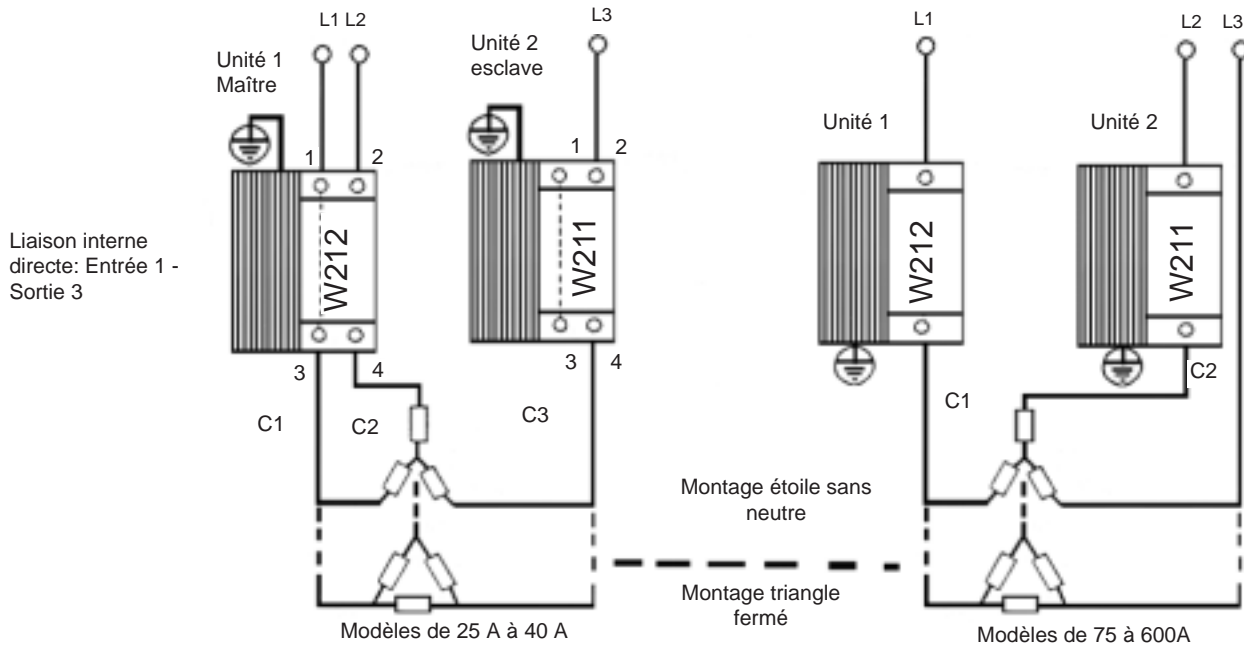 L1 L2
L3
L1
L2
L3
Unité 1
Maître
Unité 2
esclave
Unité 1
Unité 2
1
2
1
2
Liaison interne
directe: Entrée 1 -
Sortie 3
W212
W211
W212
W211
3
4
3
4
C1
C2
C3
C1
C2
Montage étoile sans
neutre
Montage triangle
fermé
Modèles de 25 A à 40 A
Modèles de 75 à 600A